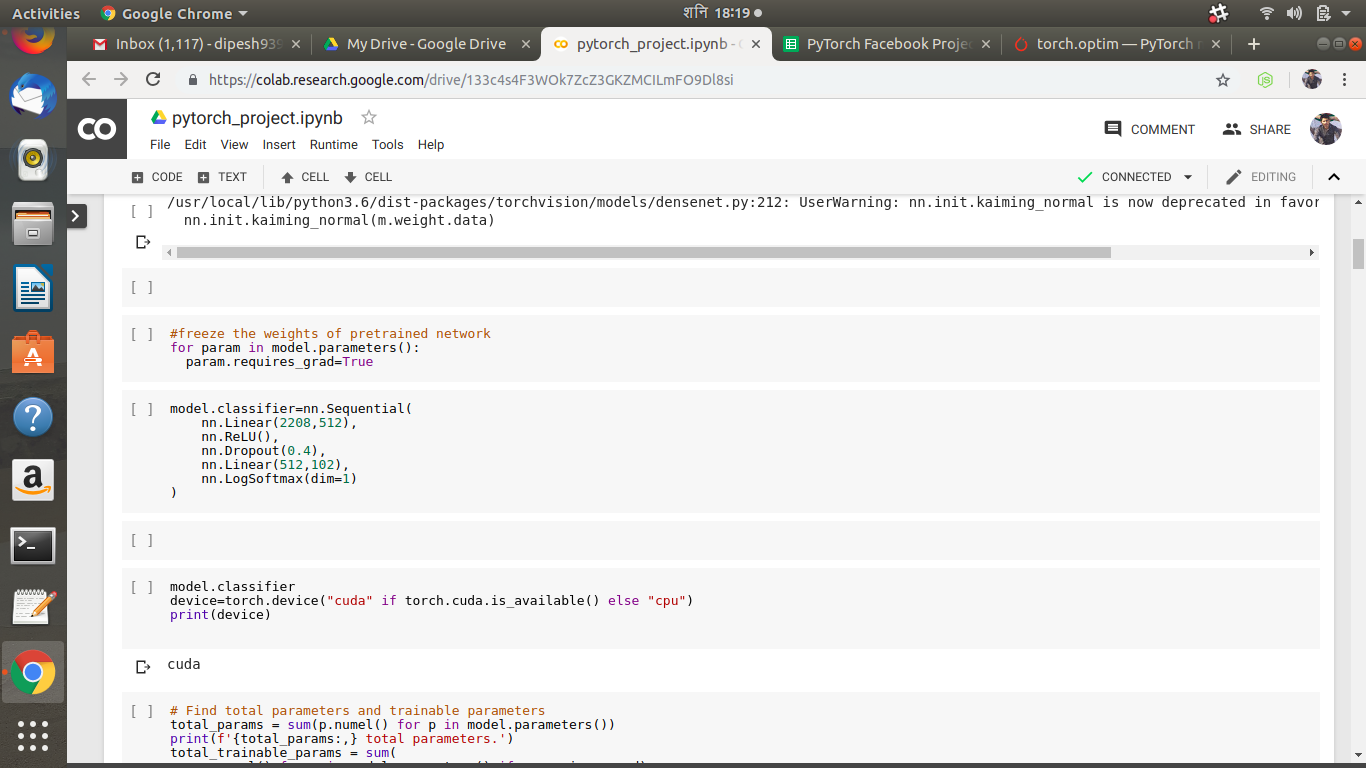 Activities
Google Chrome
शनि 18:19
Inbox (1,117) - dipesh939
My Drive - Google Drive
pytorch_project.ipynb -
PyTorch Facebook Proje
torch.optim — PyTorch
https://colab.research.google.com/drive/133c4s4F3WOk7ZcZ3GKZMCILmFO9Dl8si
CO
pytorch_project.ipynb
COMMENT
SHARE
File Edit View Insert Runtime Tools Help
CODE TEXT CELL CELL
CONNECTED
EDITING
/usr/local/lib/python3.6/dist-packages/torchvision/models/densenet.py:212: UserWarning: nn.init.kaiming_normal is now deprecated in favor
[ ]
nn.init.kaiming_normal(m.weight.data)
[ ]
[ ] #freeze the weights of pretrained network
for param in model.parameters():
param.requires_grad=True
[ ] model.classifier=nn.Sequential(
nn.Linear(2208,512),
nn.ReLU(),
nn.Dropout(0.4),
nn.Linear(512,102),
nn.LogSoftmax(dim=1)
)
[ ]
[ ] model.classifier
device=torch.device("cuda" if torch.cuda.is_available() else "cpu")
print(device)
cuda
[ ] # Find total parameters and trainable parameters
total_params = sum(p.numel() for p in model.parameters())
print(f'{total_params:,} total parameters.')
total_trainable_params = sum(